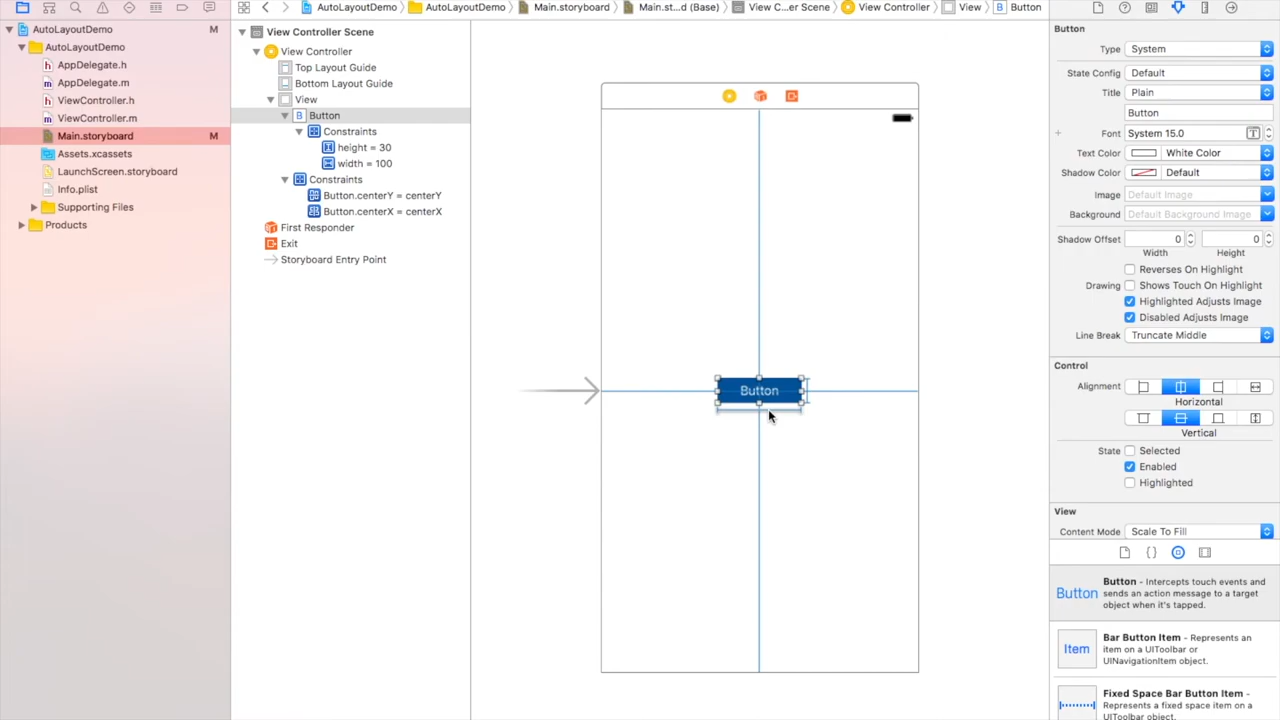 AutoLayoutDemo
AutoLayoutDemo
Main.storyboard
Main.st...d (Base)
View C...er Scene
View Controller
View
B
Button
AutoLayoutDemo
M
AutoLayoutDemo
h
AppDelegate.h
m
AppDelegate.m
h
ViewController.h
m
ViewController.m
Main.storyboard
M
Assets.xcassets
LaunchScreen.storyboard
Info.plist
Supporting Files
Products
View Controller Scene
View Controller
Top Layout Guide
Bottom Layout Guide
View
B
Button
Constraints
height = 30
width = 100
Constraints
Button.centerY = centerY
Button.centerX = centerX
First Responder
Exit
Storyboard Entry Point
Button
Button
Type
System
State Config
Default
Title
Plain
Button
Font
System 15.0
T
Text Color
White Color
Shadow Color
Default
Image
Default Image
Background
Default Background Image
Shadow Offset
0
0
Width
Height
Reverses On Highlight
Drawing
Shows Touch On Highlight
Highlighted Adjusts Image
Disabled Adjusts Image
Line Break
Truncate Middle
Control
Alignment
Horizontal
Vertical
State
Selected
Enabled
Highlighted
View
Content Mode
Scale To Fill
Button
Button - Intercepts touch events and
sends an action message to a target
object when it's tapped.
Item
Bar Button Item - Represents an
item on a UIToolbar or
UINavigationItem object.
Fixed Space Bar Button Item -
Represents a fixed space item on a
UIToolbar object.